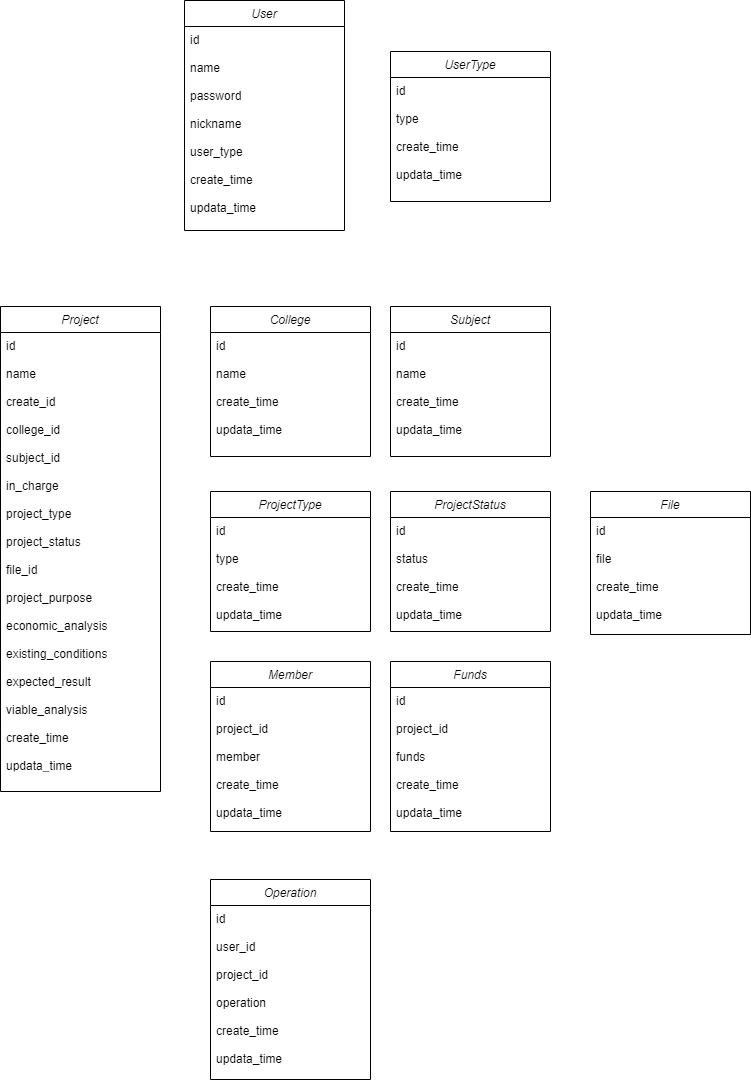 User
id
name
password
nickname
user_type
create_time
updata_time
UserType
id
type
create_time
updata_time
Project
id
name
create_id
college_id
subject_id
in_charge
project_type
project_status
file_id
project_purpose
economic_analysis
existing_conditions
expected_result
viable_analysis
create_time
updata_time
College
id
name
create_time
updata_time
Subject
id
name
create_time
updata_time
ProjectType
id
type
create_time
updata_time
ProjectStatus
id
status
create_time
updata_time
File
id
file
create_time
updata_time
Member
id
project_id
member
create_time
updata_time
Funds
id
project_id
funds
create_time
updata_time
Operation
id
user_id
project_id
operation
create_time
updata_time